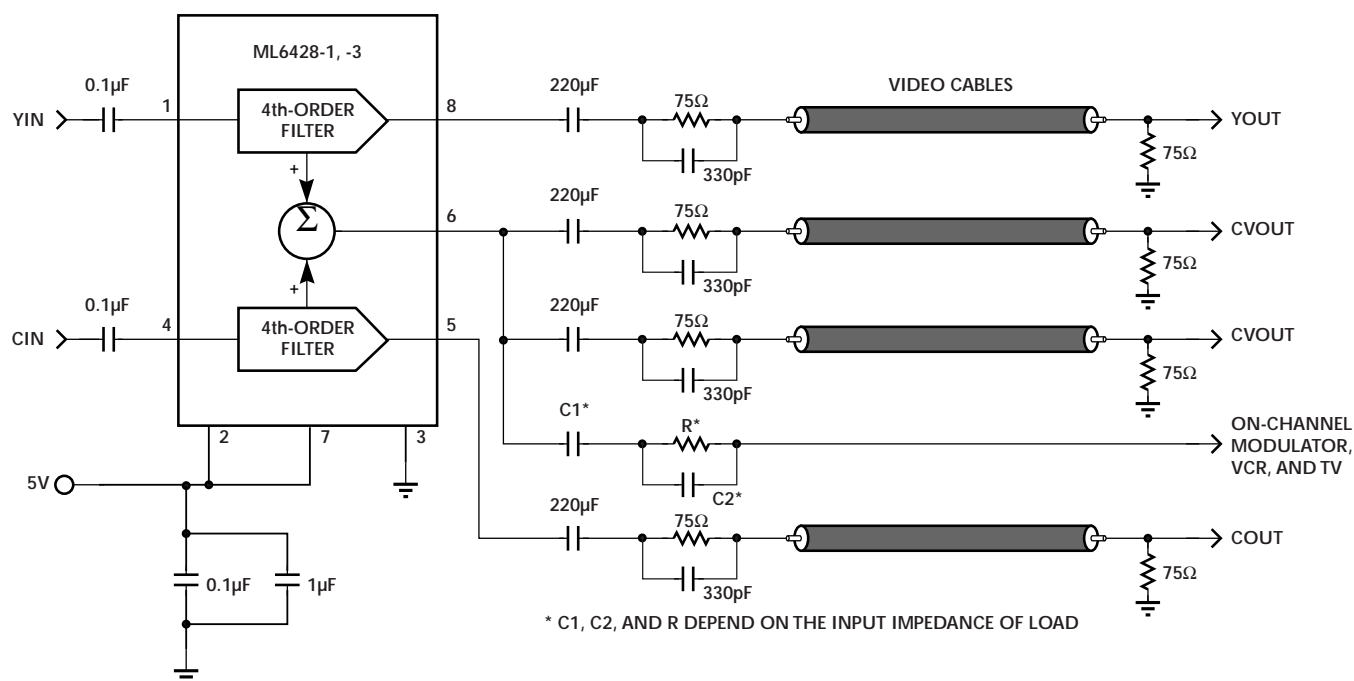 ML6428-1, -3
0.1µF
220µF
75Ω
VIDEO CABLES
YIN
1
4th-ORDER
FILTER
8
YOUT
+
330pF
75Ω
220µF
75Ω
Σ
6
CVOUT
+
330pF
75Ω
0.1µF
220µF
75Ω
CIN
4
4th-ORDER
FILTER
5
CVOUT
330pF
75Ω
C1*
R*
ON-CHANNEL
MODULATOR,
VCR, AND TV
2
7
3
5V
C2*
220µF
75Ω
COUT
0.1µF
1µF
330pF
75Ω
* C1, C2, AND R DEPEND ON THE INPUT IMPEDANCE OF LOAD